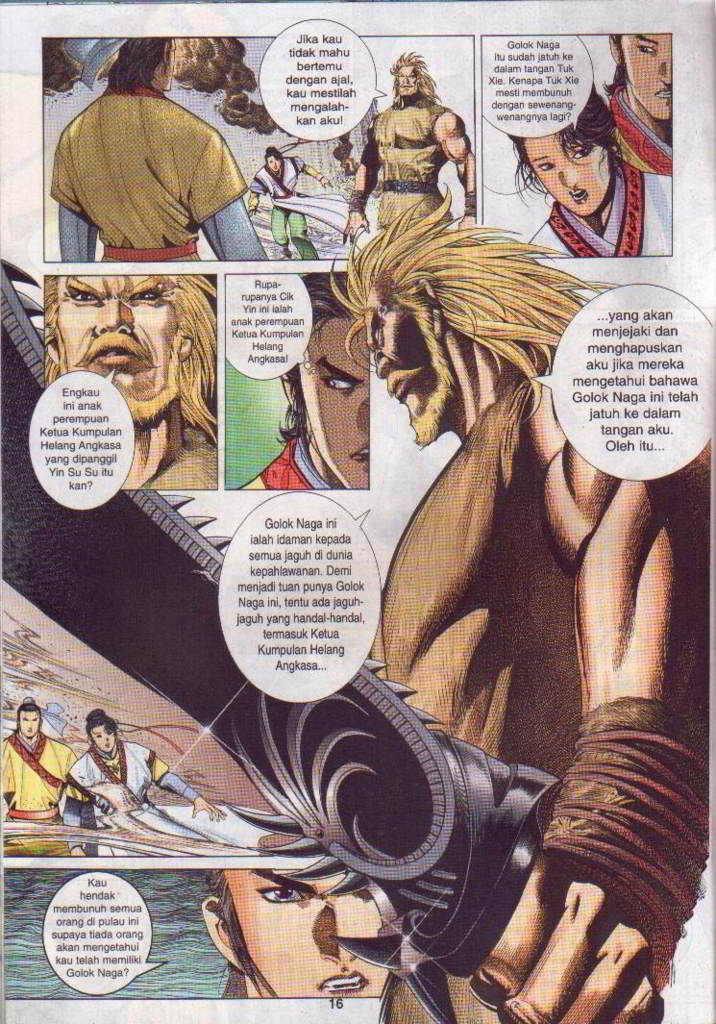 Jika kau
tidak mahu
bertemu
dengan ajal,
kau mestilah
mengalah-
kan aku!
Golok Naga
itu sudah jatuh ke
dalam tangan Tuk
Xie. Kenapa Tuk Xie
mesti membunuh
dengan sewenang-
wenangnya lagi?
Engkau
ini anak
perempuan
Ketua Kumpulan
Helang Angkasa
yang dipanggil
Yin Su Su itu
kan?
Rupa-
rupanya Cik
Yin ini ialah
anak perempuan
Ketua Kumpulan
Helang
Angkasa!
Golok Naga ini
ialah idaman kepada
semua jaguh di dunia
kepahlawanan. Demi
menjadi tuan punya Golok
Naga ini, tentu ada jaguh-
jaguh yang handal-handal,
termasuk Ketua
Kumpulan Helang
Angkasa...
...yang akan
menjejaki dan
menghapuskan
aku jika mereka
mengetahui bahawa
Golok Naga ini telah
jatuh ke dalam
tangan aku.
Oleh itu...
Kau
hendak
membunuh semua
orang di pulau ini
supaya tiada orang
akan mengetahui
kau telah memiliki
Golok Naga?
16